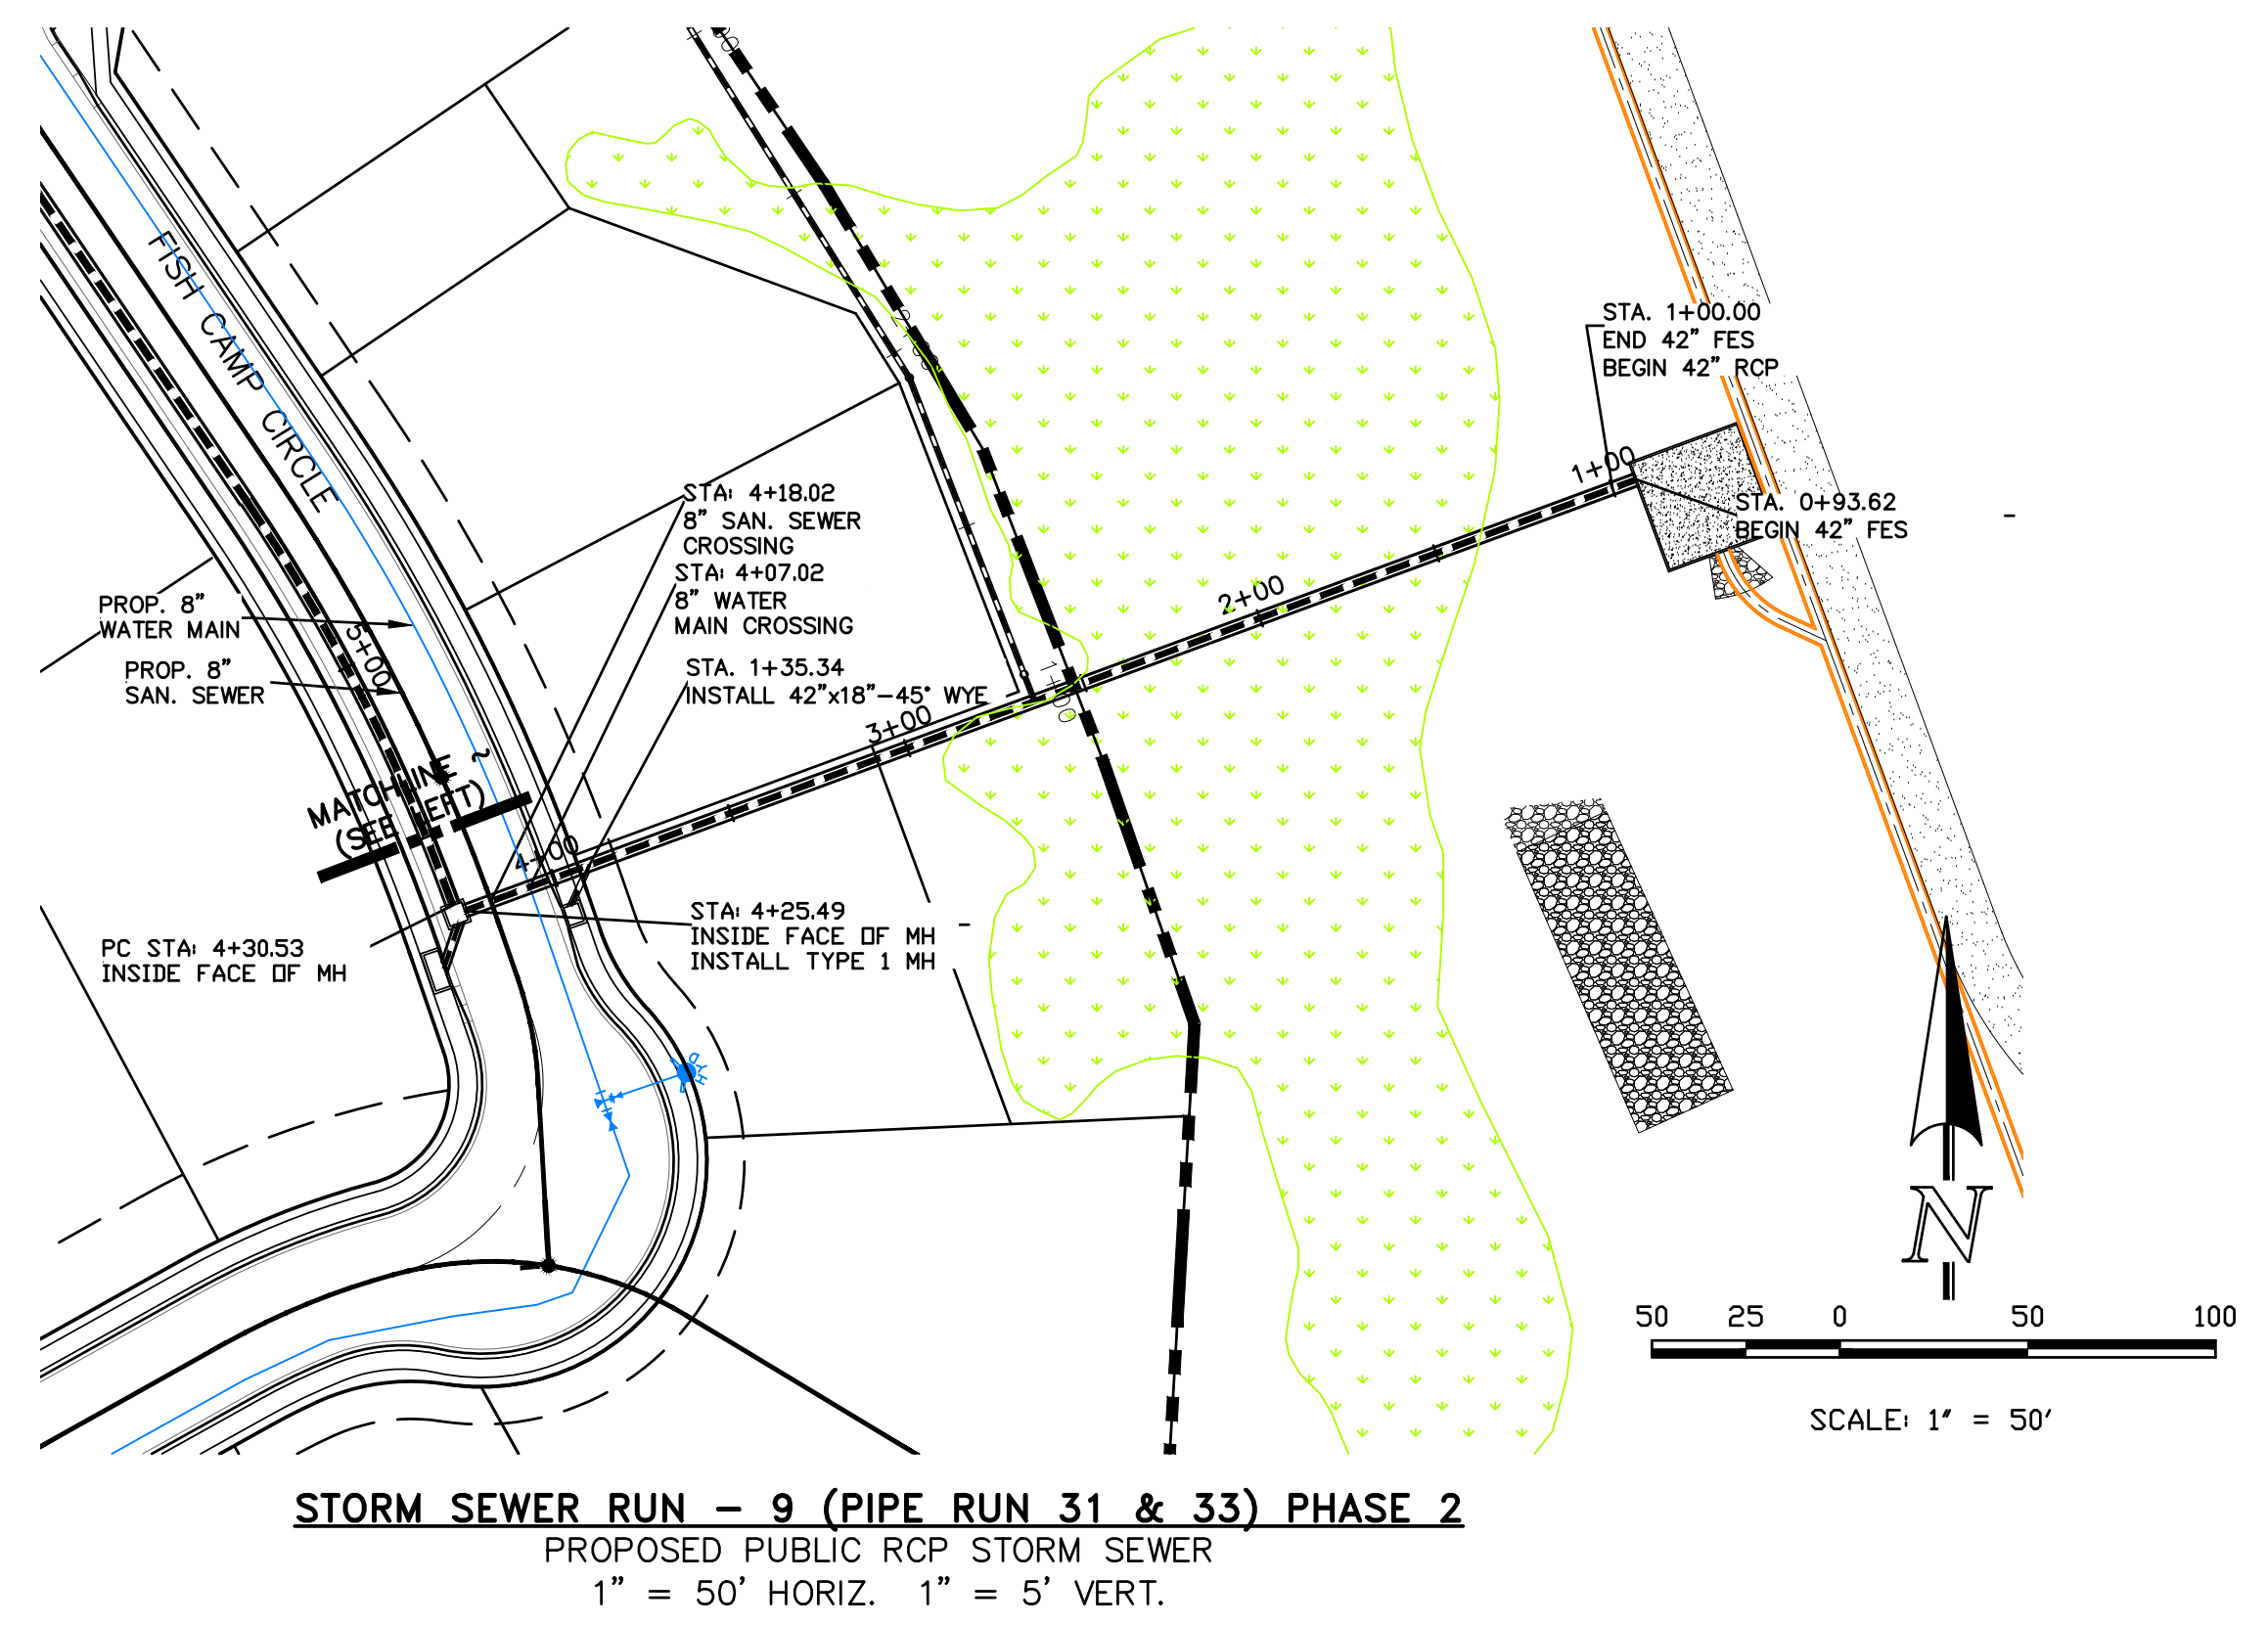 FISH CAMP CIRCLE
STA. 1+00.00
END 42" FES
BEGIN 42" RCP
1+00
STA. 0+93.62
BEGIN 42" FES
STA: 4+18.02
8" SAN. SEWER
CROSSING
STA: 4+07.02
8" WATER
MAIN CROSSING
STA. 1+35.34
INSTALL 42"x18"-45° WYE
2+00
1+00
3+00
4+00
5+00
PROP. 8"
WATER MAIN
PROP. 8"
SAN. SEWER
MATCHLINE ~
(SEE LEFT)
STA: 4+25.49
INSIDE FACE OF MH
INSTALL TYPE 1 MH
PC STA: 4+30.53
INSIDE FACE OF MH
HYD
N
50 25 0 50 100
SCALE: 1" = 50'
STORM SEWER RUN - 9 (PIPE RUN 31 & 33) PHASE 2
PROPOSED PUBLIC RCP STORM SEWER
1" = 50' HORIZ. 1" = 5' VERT.